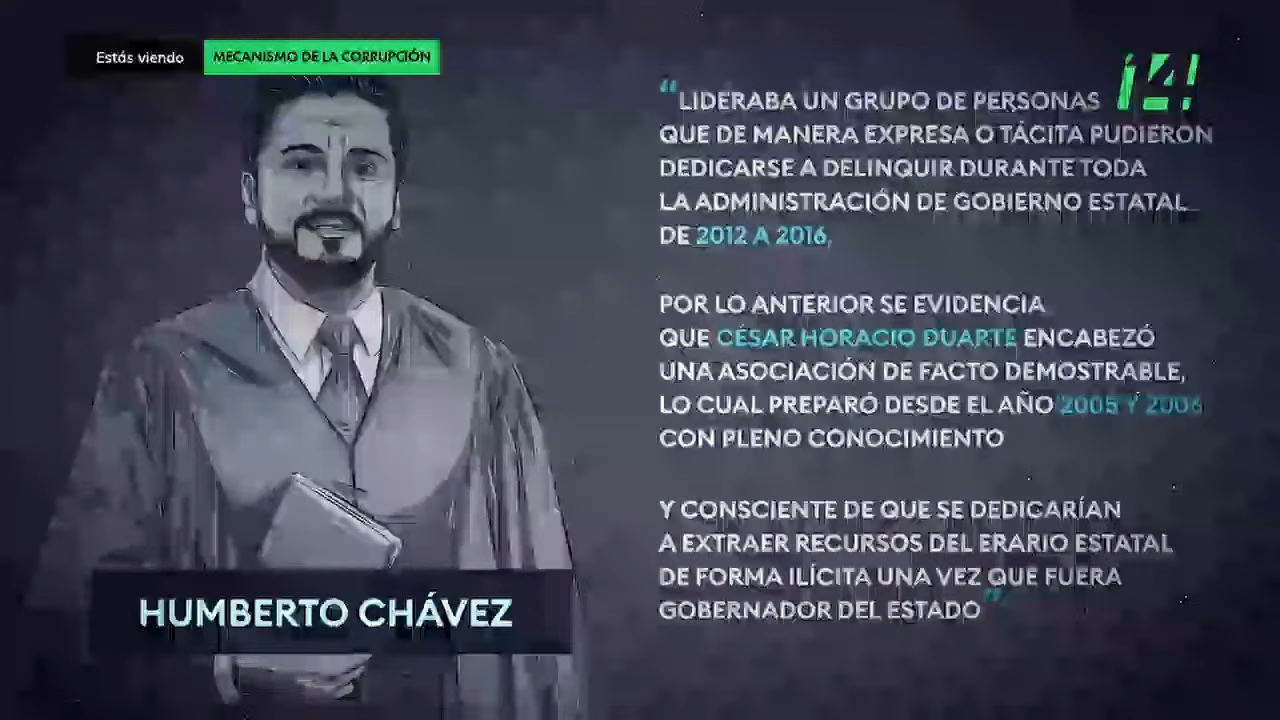 Estás viendo
MECANISMO DE LA CORRUPCIÓN
¡4!
“LIDERABA UN GRUPO DE PERSONAS
QUE DE MANERA EXPRESA O TÁCITA PUDIERON
DEDICARSE A DELINQUIR DURANTE TODA
LA ADMINISTRACIÓN DE GOBIERNO ESTATAL
DE 2012 A 2016,
POR LO ANTERIOR SE EVIDENCIA
QUE CÉSAR HORACIO DUARTE ENCABEZÓ
UNA ASOCIACIÓN DE FACTO DEMOSTRABLE,
LO CUAL PREPARÓ DESDE EL AÑO 2005 Y 2006
CON PLENO CONOCIMIENTO
Y CONSCIENTE DE QUE SE DEDICARÍAN
A EXTRAER RECURSOS DEL ERARIO ESTATAL
DE FORMA ILÍCITA UNA VEZ QUE FUERA
GOBERNADOR DEL ESTADO”
HUMBERTO CHÁVEZ